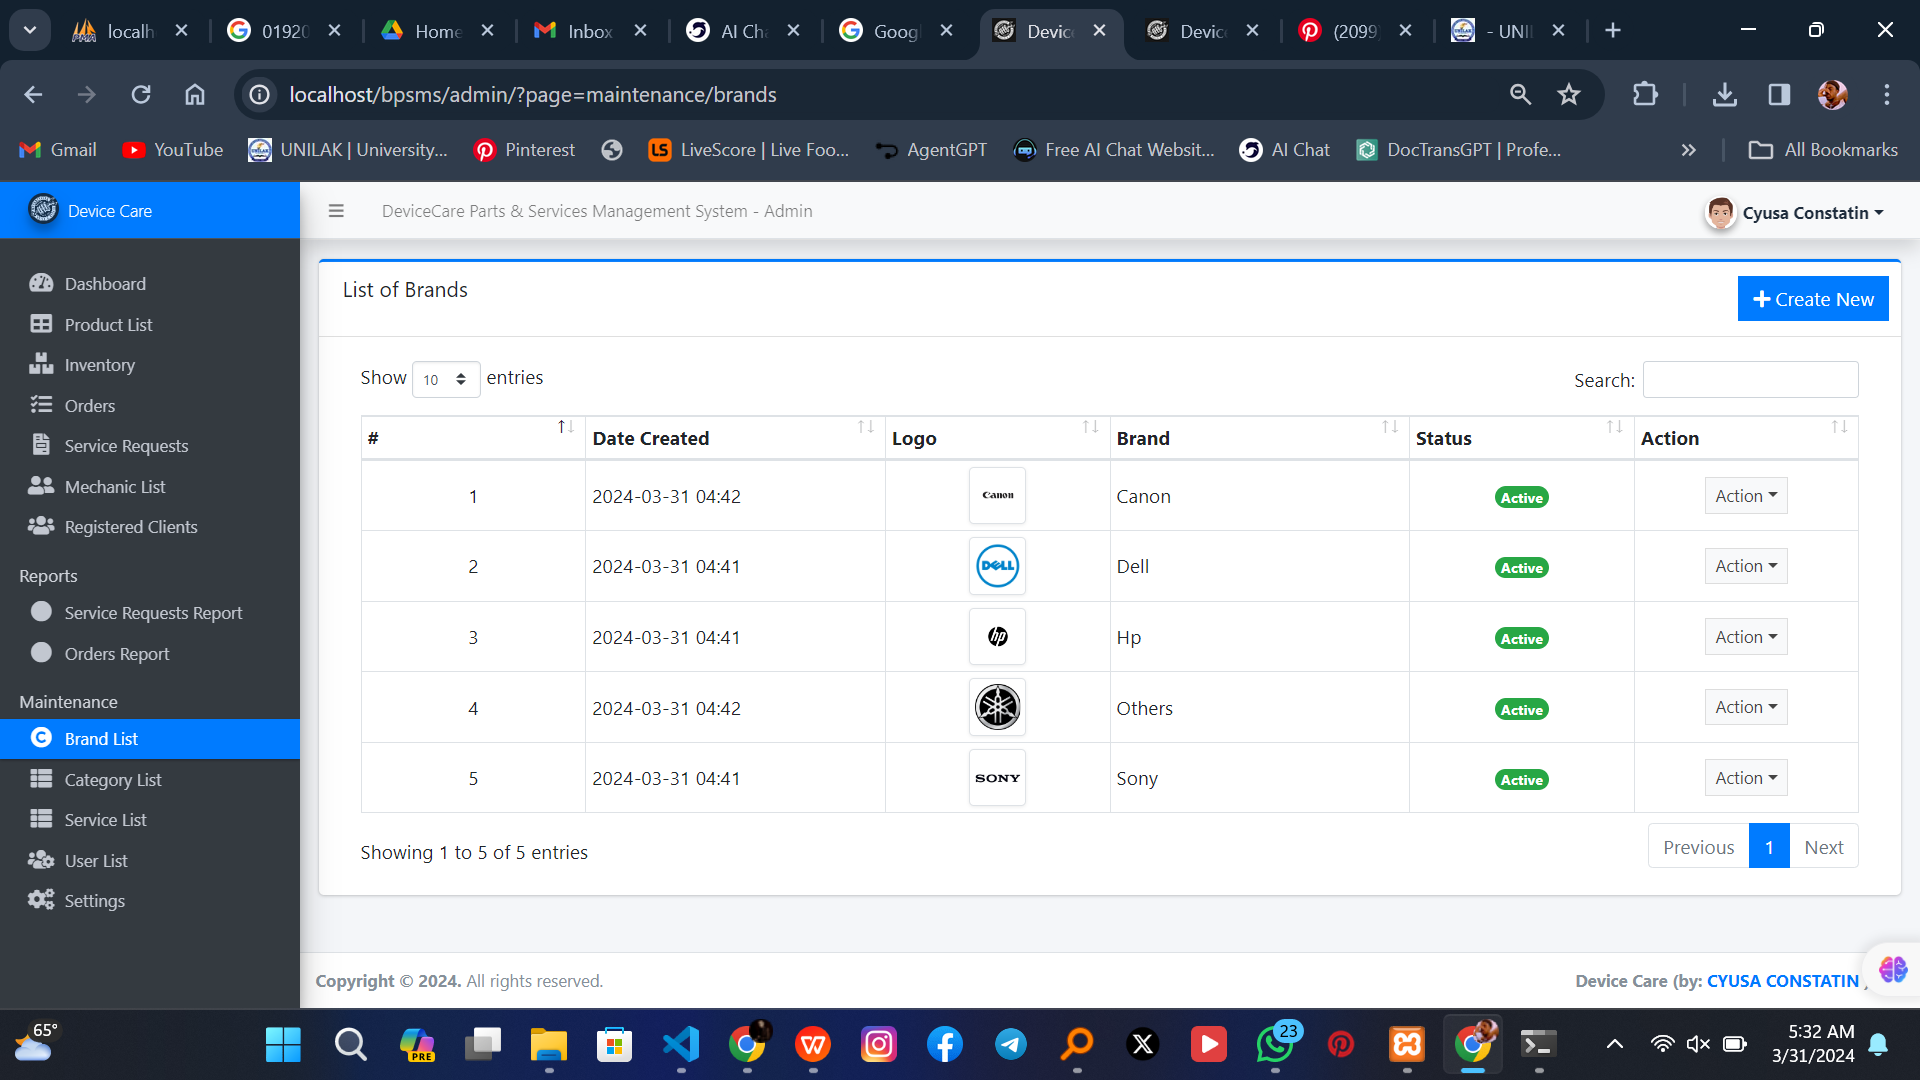 localh
01920
Home
Inbox
AI Cha
Googl
Device
Device
(2099)
- UNIL
localhost/bpsms/admin/?page=maintenance/brands
Gmail
YouTube
UNILAK | University...
Pinterest
LiveScore | Live Foo...
AgentGPT
Free AI Chat Websit...
AI Chat
DocTransGPT | Profe...
All Bookmarks
Device Care
DeviceCare Parts & Services Management System - Admin
Cyusa Constatin
Dashboard
Product List
Inventory
Orders
Service Requests
Mechanic List
Registered Clients
Reports
Service Requests Report
Orders Report
Maintenance
Brand List
Category List
Service List
User List
Settings
List of Brands
Create New
Show 10 entries
Search:
# Date Created Logo Brand Status Action
1 2024-03-31 04:42 Canon Canon Active Action
2 2024-03-31 04:41 DELL Dell Active Action
3 2024-03-31 04:41 hp Hp Active Action
4 2024-03-31 04:42 Others Active Action
5 2024-03-31 04:41 SONY Sony Active Action
Showing 1 to 5 of 5 entries
Previous 1 Next
Copyright © 2024. All rights reserved.
Device Care (by: CYUSA CONSTATIN
65°
PRE
23
5:32 AM
3/31/2024